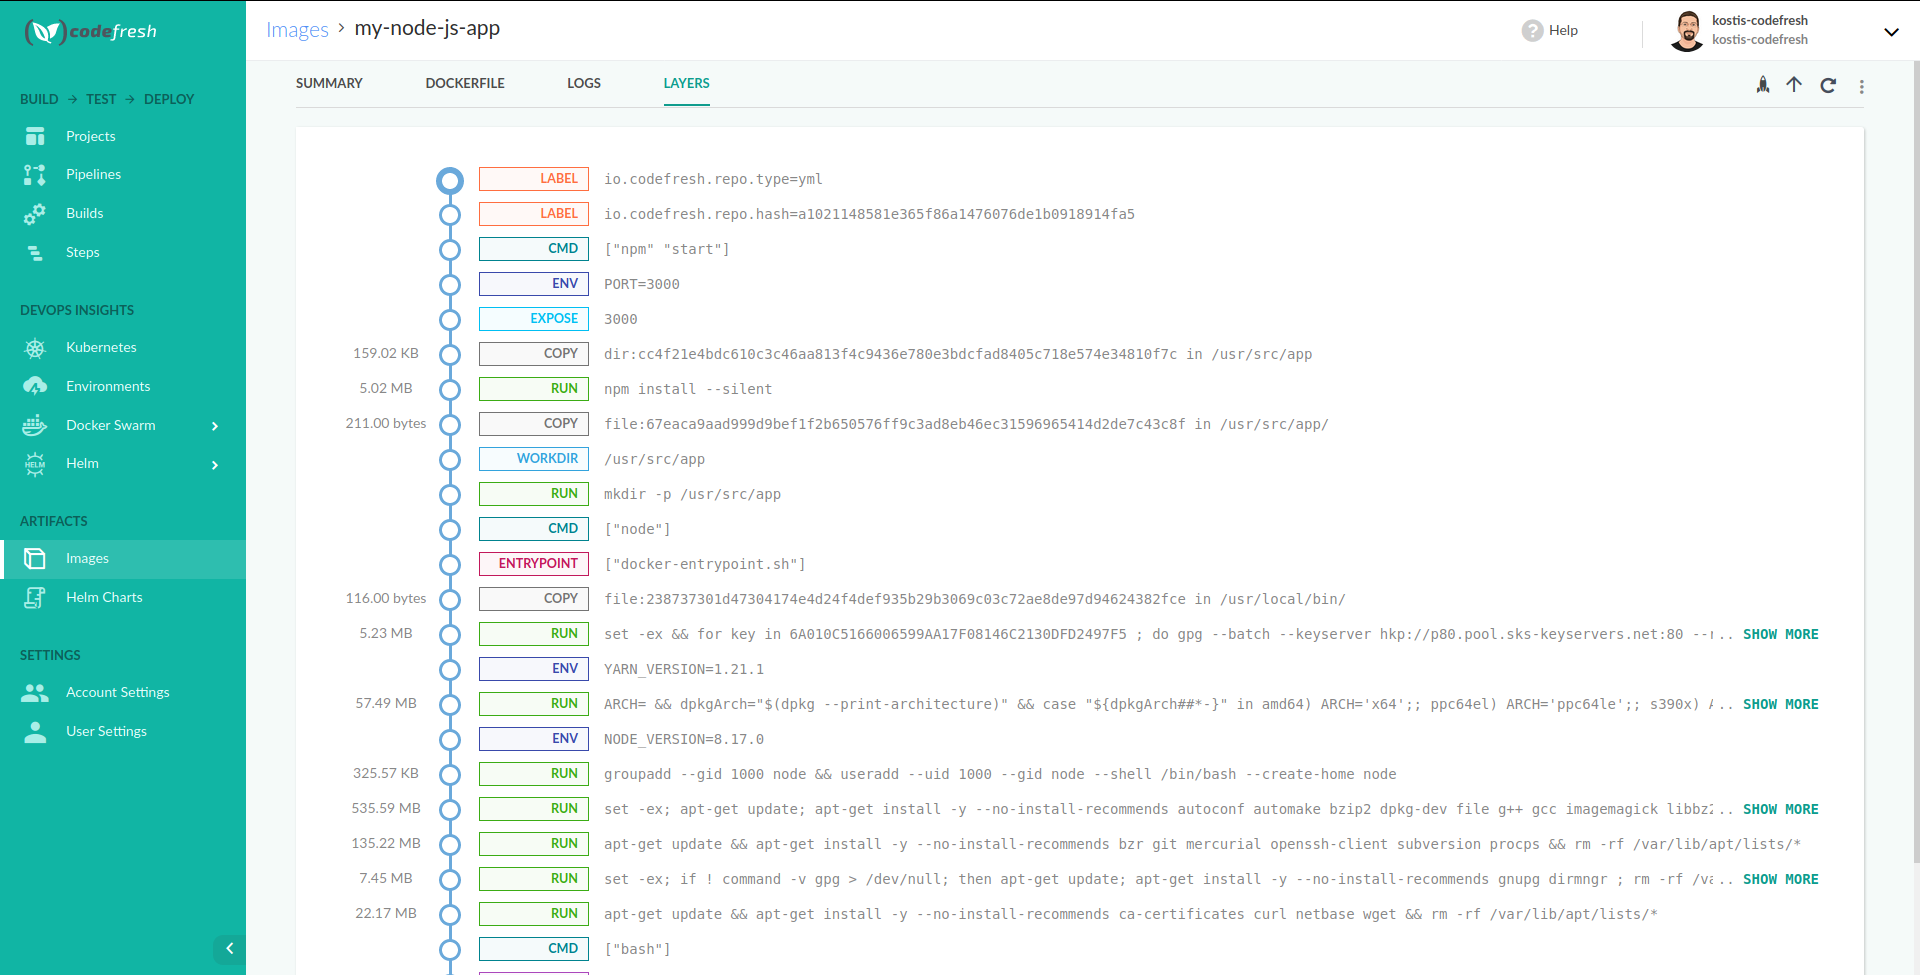 codefresh
Images > my-node-js-app
Help
kostis-codefresh
kostis-codefresh
BUILD → TEST → DEPLOY
Projects
Pipelines
Builds
Steps
DEVOPS INSIGHTS
Kubernetes
Environments
Docker Swarm
Helm
HELM
ARTIFACTS
Images
Helm Charts
SETTINGS
Account Settings
User Settings
SUMMARY DOCKERFILE LOGS LAYERS
LABEL io.codefresh.repo.type=yml
LABEL io.codefresh.repo.hash=a1021148581e365f86a1476076de1b0918914fa5
CMD ["npm" "start"]
ENV PORT=3000
EXPOSE 3000
159.02 KB COPY dir:cc4f21e4bdc610c3c46aa813f4c9436e780e3bdcfad8405c718e574e34810f7c in /usr/src/app
5.02 MB RUN npm install --silent
211.00 bytes COPY file:67eaca9aad999d9bef1f2b650576ff9c3ad8eb46ec31596965414d2de7c43c8f in /usr/src/app/
WORKDIR /usr/src/app
RUN mkdir -p /usr/src/app
CMD ["node"]
ENTRYPOINT ["docker-entrypoint.sh"]
116.00 bytes COPY file:238737301d47304174e4d24f4def935b29b3069c03c72ae8de97d94624382fce in /usr/local/bin/
5.23 MB RUN set -ex && for key in 6A010C5166006599AA17F08146C2130DFD2497F5 ; do gpg --batch --keyserver hkp://p80.pool.sks-keyservers.net:80 --r.. SHOW MORE
ENV YARN_VERSION=1.21.1
57.49 MB RUN ARCH= && dpkgArch="$(dpkg --print-architecture)" && case "${dpkgArch##*-}" in amd64) ARCH='x64';; ppc64el) ARCH='ppc64le';; s390x) A.. SHOW MORE
ENV NODE_VERSION=8.17.0
325.57 KB RUN groupadd --gid 1000 node && useradd --uid 1000 --gid node --shell /bin/bash --create-home node
535.59 MB RUN set -ex; apt-get update; apt-get install -y --no-install-recommends autoconf automake bzip2 dpkg-dev file g++ gcc imagemagick libbz2.. SHOW MORE
135.22 MB RUN apt-get update && apt-get install -y --no-install-recommends bzr git mercurial openssh-client subversion procps && rm -rf /var/lib/apt/lists/*
7.45 MB RUN set -ex; if ! command -v gpg > /dev/null; then apt-get update; apt-get install -y --no-install-recommends gnupg dirmngr ; rm -rf /va.. SHOW MORE
22.17 MB RUN apt-get update && apt-get install -y --no-install-recommends ca-certificates curl netbase wget && rm -rf /var/lib/apt/lists/*
CMD ["bash"]